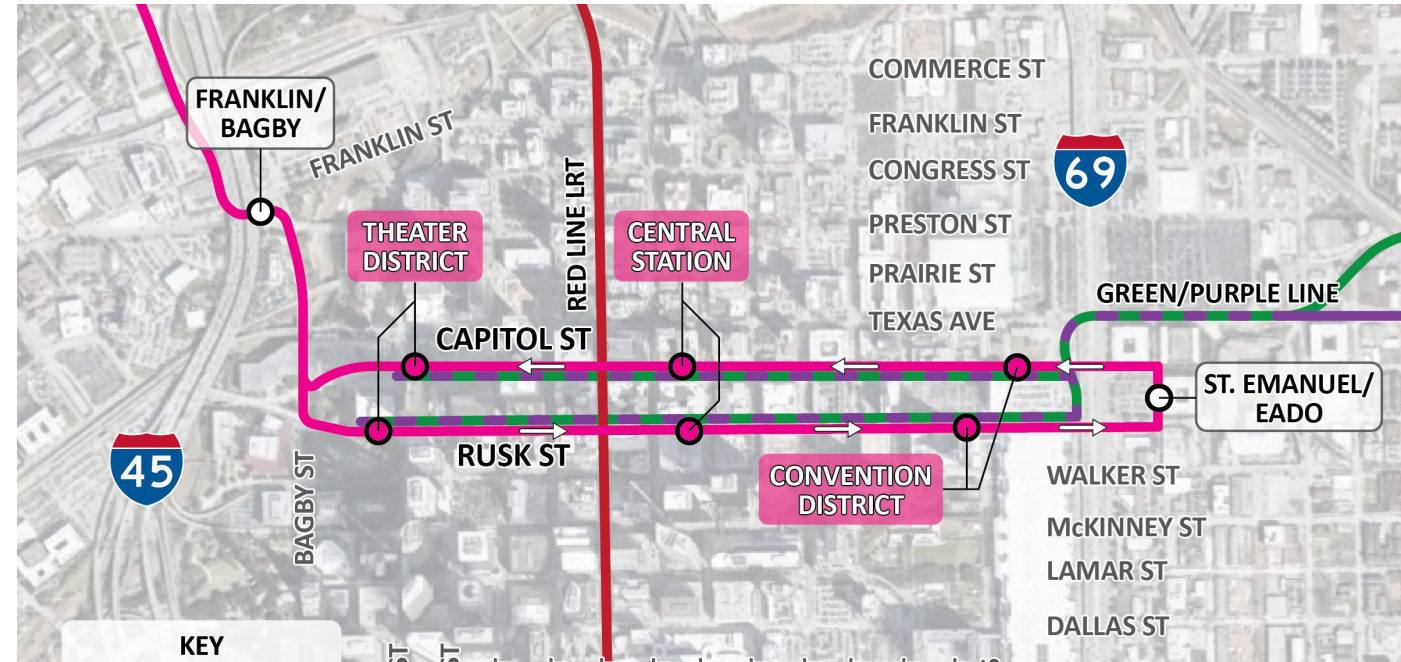 COMMERCE ST
FRANKLIN/
BAGBY
FRANKLIN ST
FRANKLIN ST
CONGRESS ST
69
RED LINE LRT
THEATER
DISTRICT
CENTRAL
STATION
PRESTON ST
PRAIRIE ST
GREEN/PURPLE LINE
TEXAS AVE
CAPITOL ST
ST. EMANUEL/
EADO
RUSK ST
45
BAGBY ST
CONVENTION
DISTRICT
WALKER ST
McKINNEY ST
LAMAR ST
DALLAS ST
KEY
ST
ST